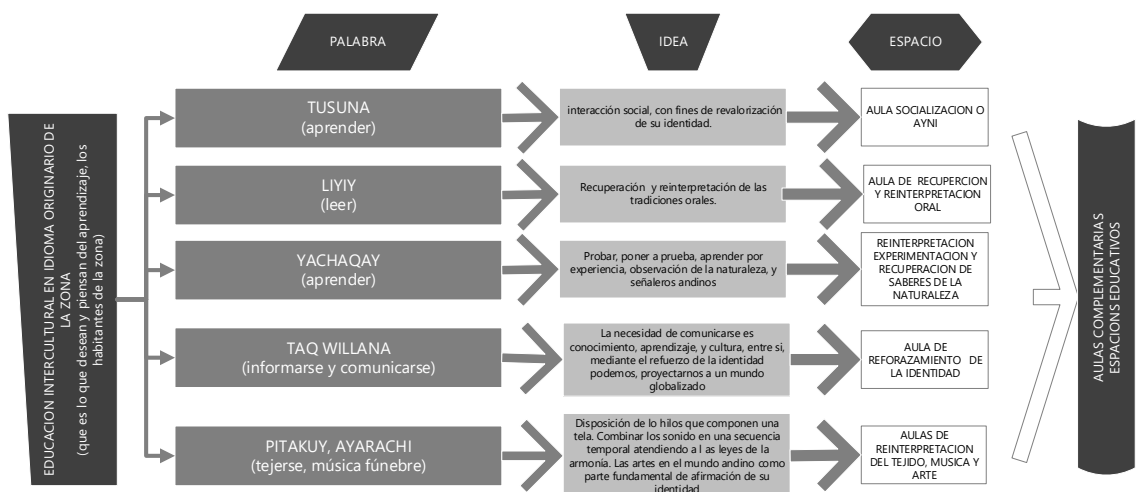 PALABRA
IDEA
ESPACIO
EDUCACION INTERCULTURAL EN IDIOMA ORIGINARIO DE
LA ZONA
(que es lo que desean y piensan del aprendizaje, los
habitantes de la zona)
TUSUNA
(aprender)
interacción social, con fines de revalorización
de su identidad.
AULA SOCIALIZACION O
AYNI
LIYIY
(leer)
Recuperación y reinterpretación de las
tradiciones orales.
AULA DE RECUPERCION
Y REINTERPRETACION
ORAL
YACHAQAY
(aprender)
Probar, poner a prueba, aprender por
experiencia, observación de la naturaleza, y
señaleros andinos
REINTERPRETACION
EXPERIMENTACION Y
RECUPERACION DE
SABERES DE LA
NATURALEZA
TAQ WILLANA
(informarse y comunicarse)
La necesidad de comunicarse es
conocimiento, aprendizaje, y cultura, entre si,
mediante el refuerzo de la identidad
podemos, proyectarnos a un mundo
globalizado
AULA DE
REFORAZAMIENTO DE
LA IDENTIDAD
PITAKUY, AYARACHI
(tejerse, música fúnebre)
Disposición de lo hilos que componen una
tela. Combinar los sonido en una secuencia
temporal atendiendo a l as leyes de la
armonía. Las artes en el mundo andino como
parte fundamental de afirmación de su
identidad
AULAS DE
REINTERPRETACION
DEL TEJIDO, MUSICA Y
ARTE
AULAS COMPLEMENTARIAS
ESPACIONS EDUCATIVOS